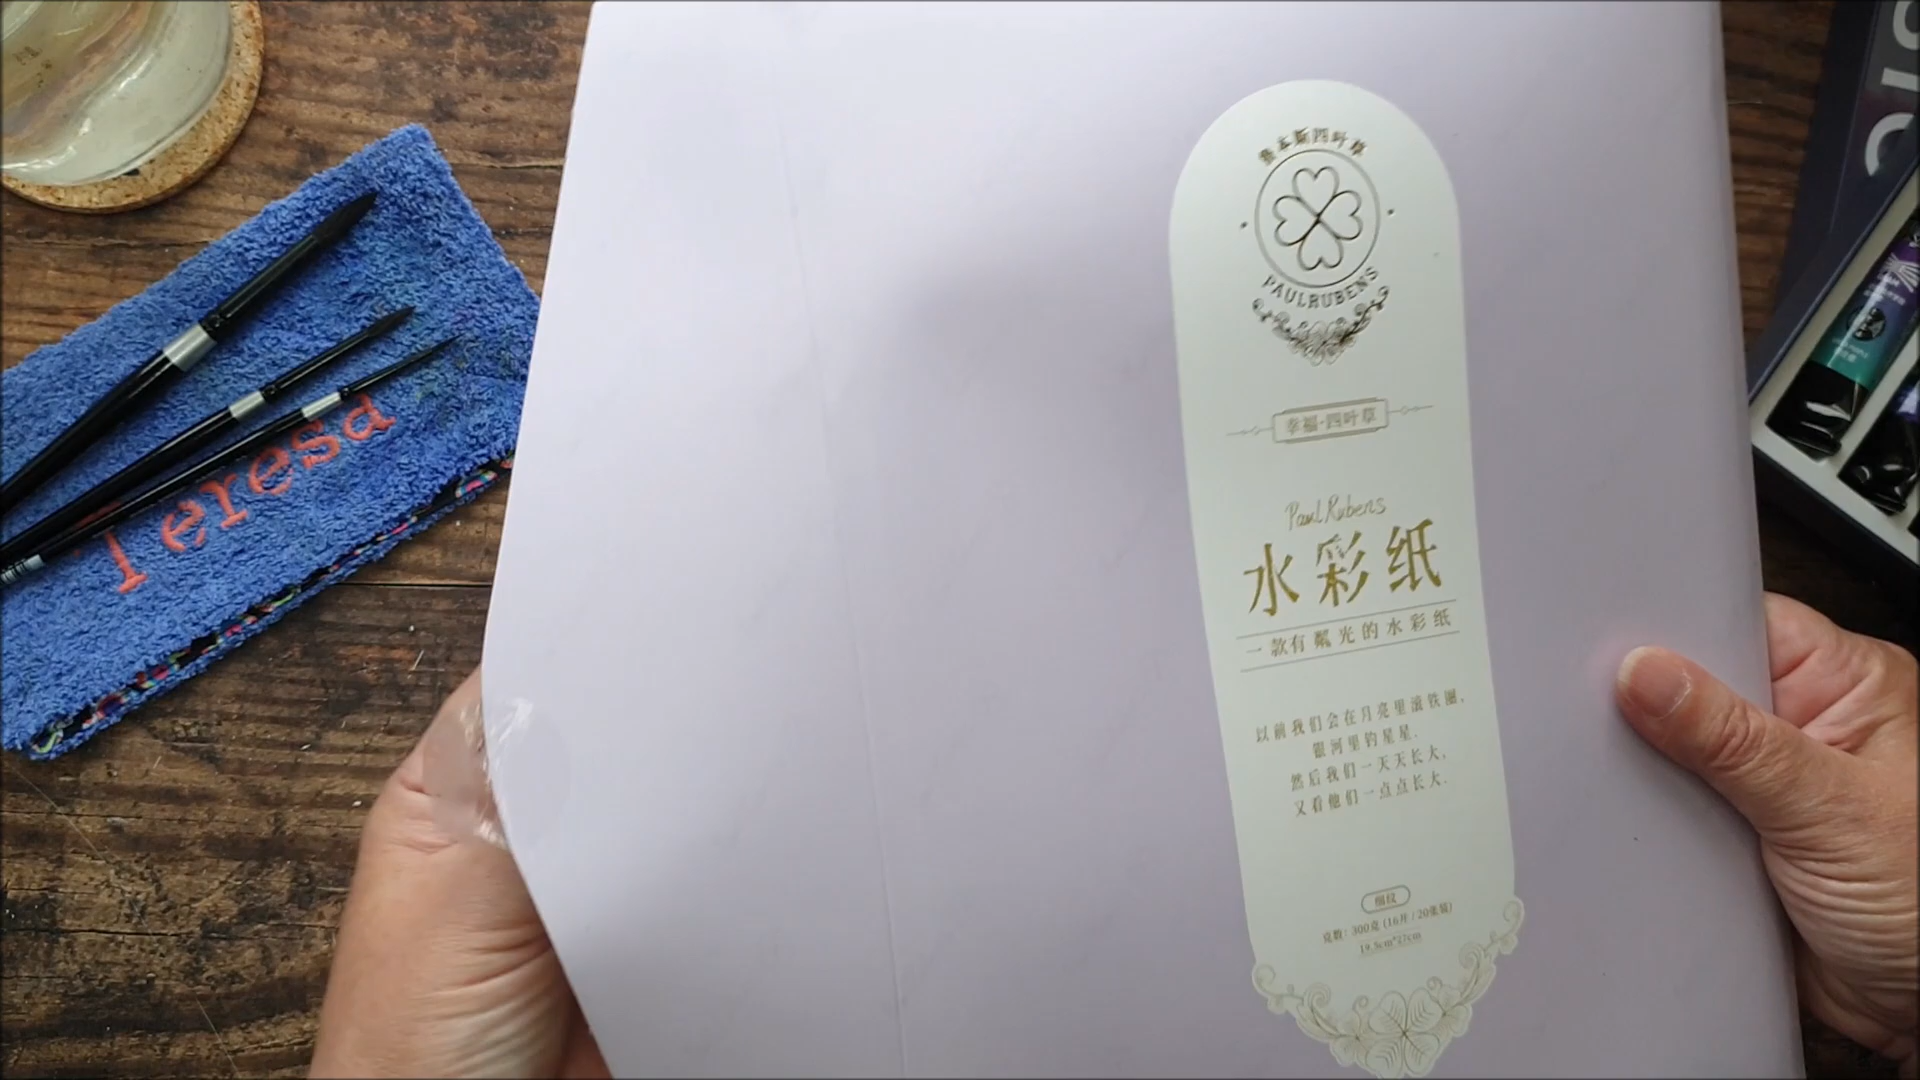 Teresa
鲁本斯四叶草
PAULRUBENS
幸福·四叶草
Paul Rubens
水彩纸
一款有氣光的水彩纸
以前我们会在月亮里滚铁圈,
银河里钓星星.
然后我们一天天长大,
又看他们一点点长大.
细纹
克数: 300克 (16开 / 20张装)
19.5cm*27cm